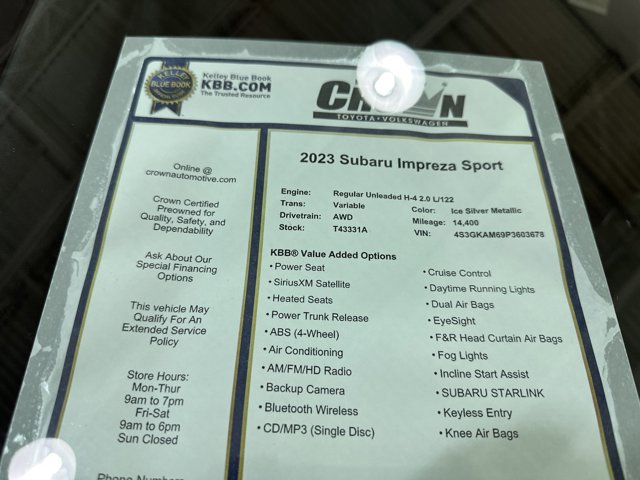 KELLEY
BLUE BOOK
Kelley Blue Book
KBB.COM
The Trusted Resource
CROWN
TOYOTA • VOLKSWAGEN
Online @
crownautomotive.com
Crown Certified
Preowned for
Quality, Safety, and
Dependability
Ask About Our
Special Financing
Options
This vehicle May
Qualify For An
Extended Service
Policy
Store Hours:
Mon-Thur
9am to 7pm
Fri-Sat
9am to 6pm
Sun Closed
Phone Numbers
2023 Subaru Impreza Sport
Engine: Regular Unleaded H-4 2.0 L/122
Trans: Variable Color: Ice Silver Metallic
Drivetrain: AWD Mileage: 14,400
Stock: T43331A VIN: 4S3GKAM69P3603678
KBB® Value Added Options
• Power Seat
• SiriusXM Satellite
• Heated Seats
• Power Trunk Release
• ABS (4-Wheel)
• Air Conditioning
• AM/FM/HD Radio
• Backup Camera
• Bluetooth Wireless
• CD/MP3 (Single Disc)
• Cruise Control
• Daytime Running Lights
• Dual Air Bags
• EyeSight
• F&R Head Curtain Air Bags
• Fog Lights
• Incline Start Assist
• SUBARU STARLINK
• Keyless Entry
• Knee Air Bags